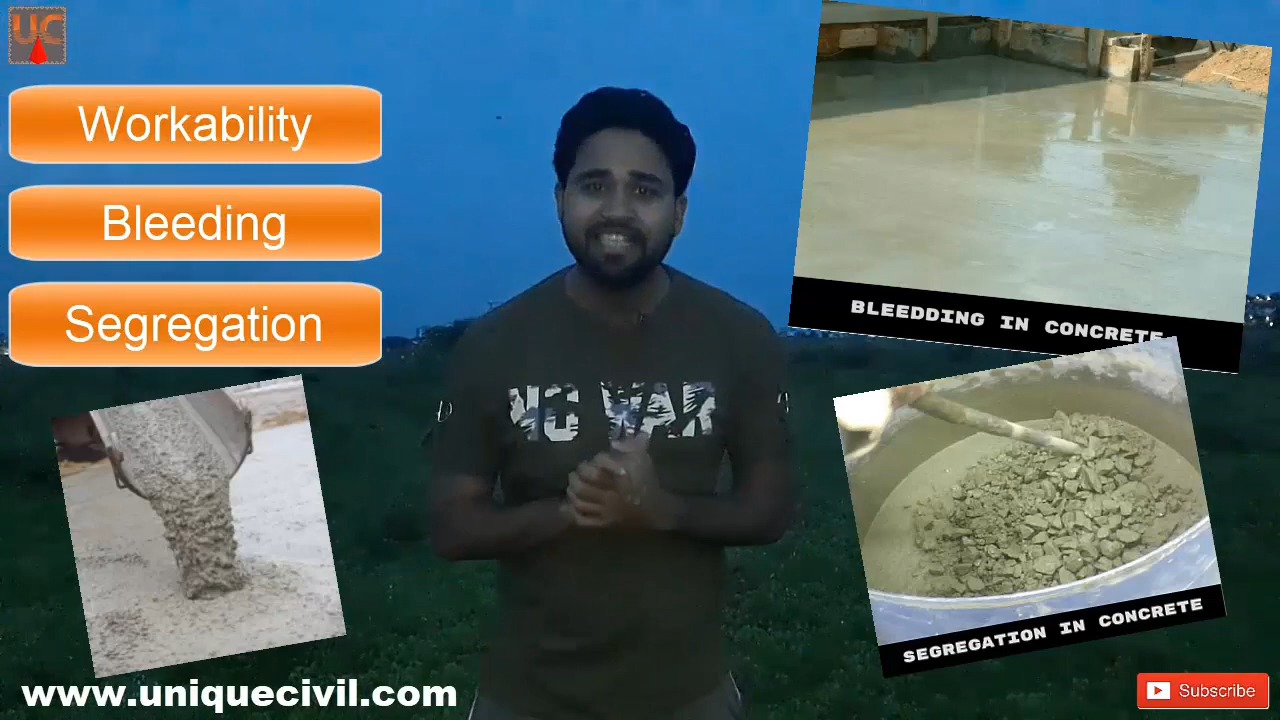 UC
Workability
Bleeding
Segregation
NO WAR
BLEEDDING IN CONCRETE
SEGREGATION IN CONCRETE
www.uniquecivil.com
Subscribe